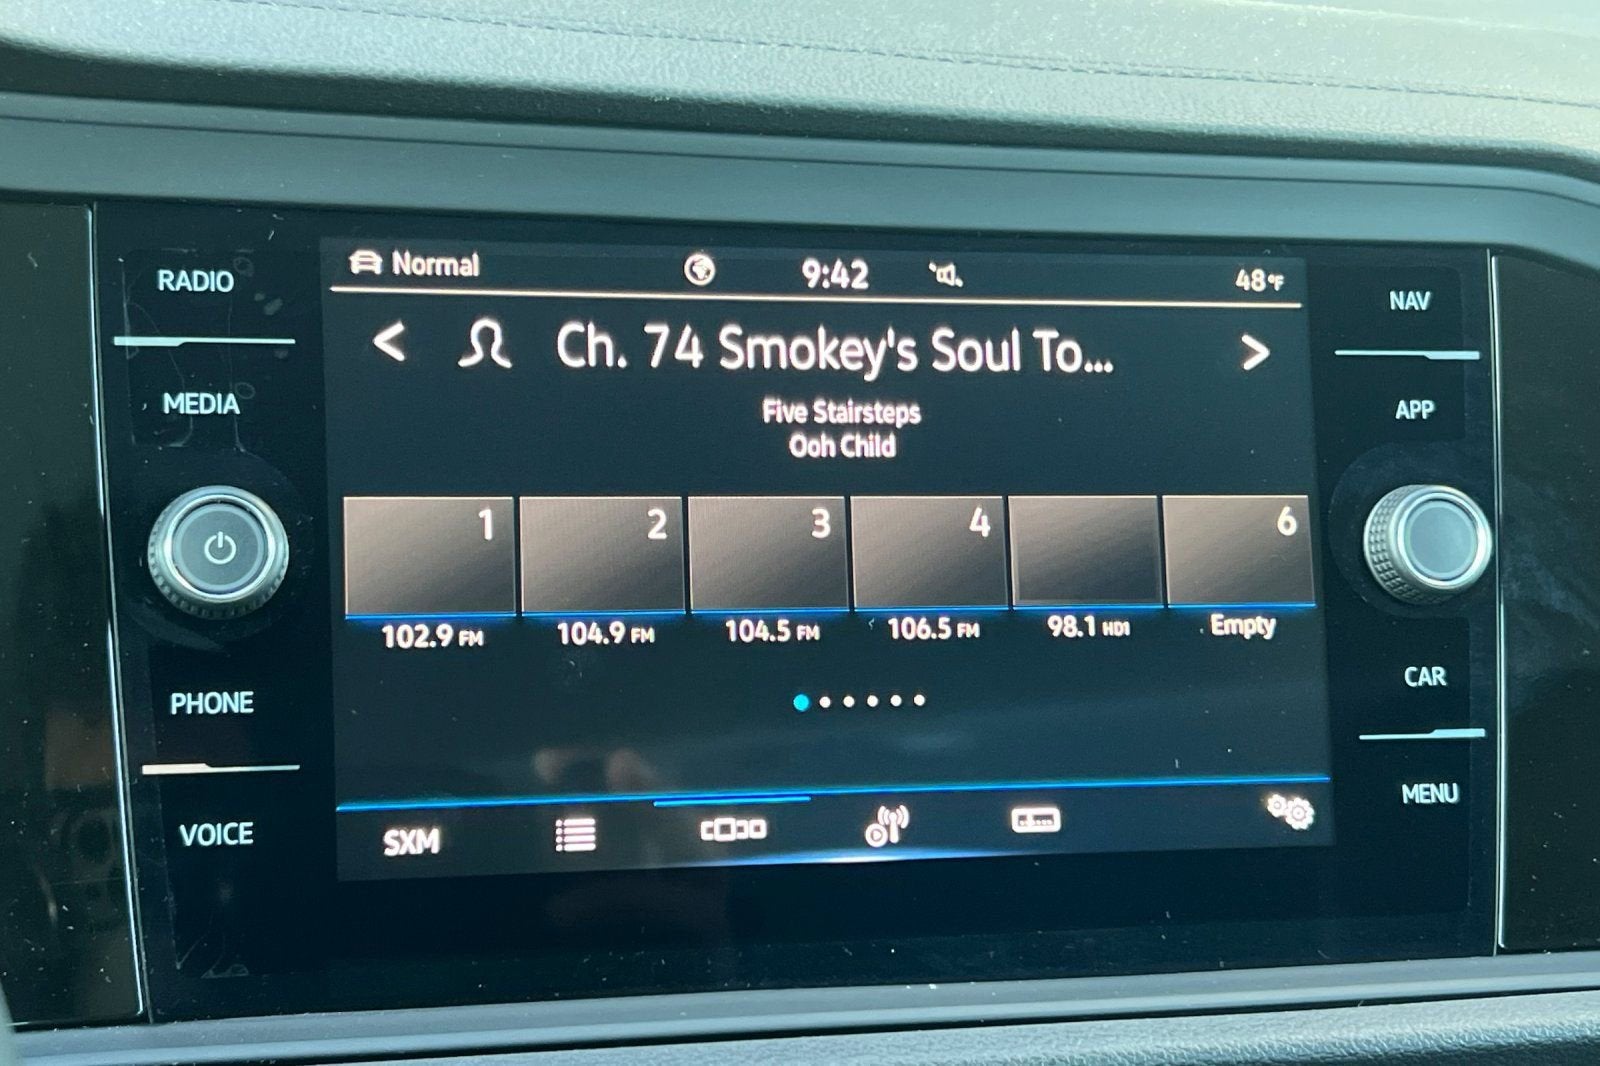 RADIO
MEDIA
PHONE
VOICE
Normal
9:42
48°F
< Ch. 74 Smokey's Soul To... >
Five Stairsteps
Ooh Child
1 2 3 4 6
102.9 FM 104.9 FM 104.5 FM 106.5 FM 98.1 HD1 Empty
SXM
NAV
APP
CAR
MENU